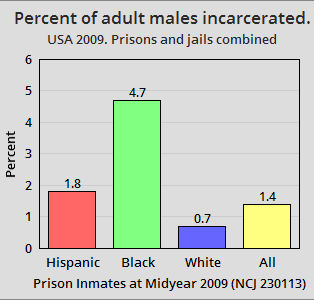 Percent of adult males incarcerated.
USA 2009. Prisons and jails combined
6
5
4
3
2
1
0
Percent
1.8
4.7
0.7
1.4
Hispanic Black White All
Prison Inmates at Midyear 2009 (NCJ 230113)